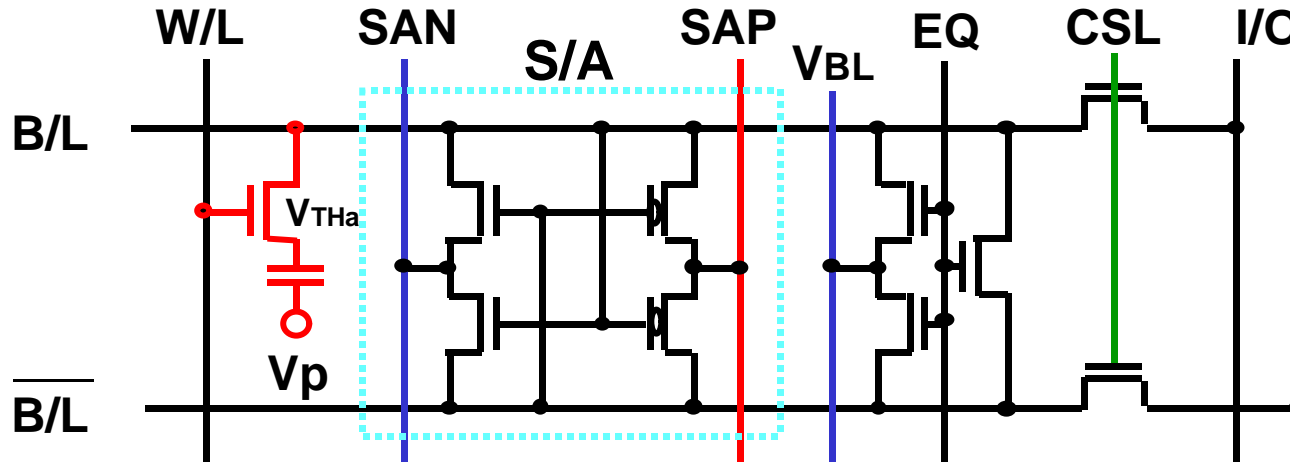 W/L SAN SAP EQ CSL I/O
S/A VBL
B/L
VTHa
Vp
B/L